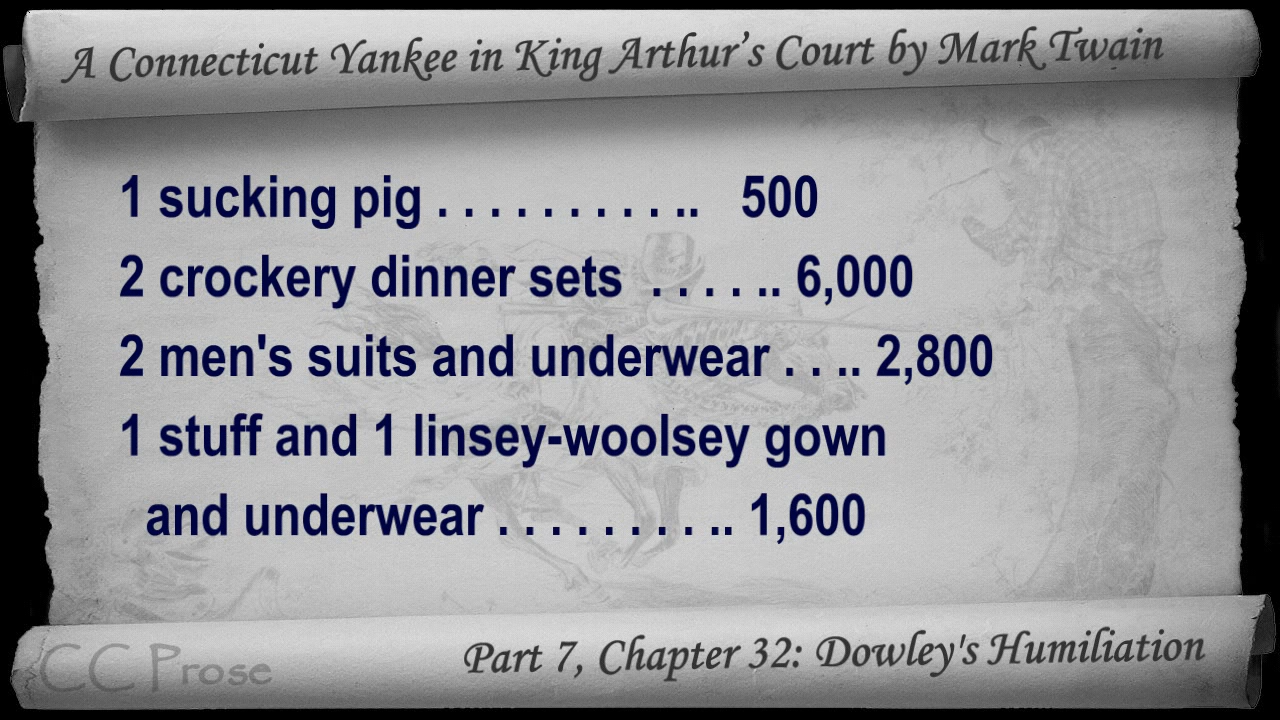 A Connecticut Yankee in King Arthur's Court by Mark Twain
1 sucking pig . . . . . . . . . .. 500
2 crockery dinner sets . . . . .. 6,000
2 men's suits and underwear . . .. 2,800
1 stuff and 1 linsey-woolsey gown
and underwear . . . . . . . . .. 1,600
CC Prose
Part 7, Chapter 32: Dowley's Humiliation